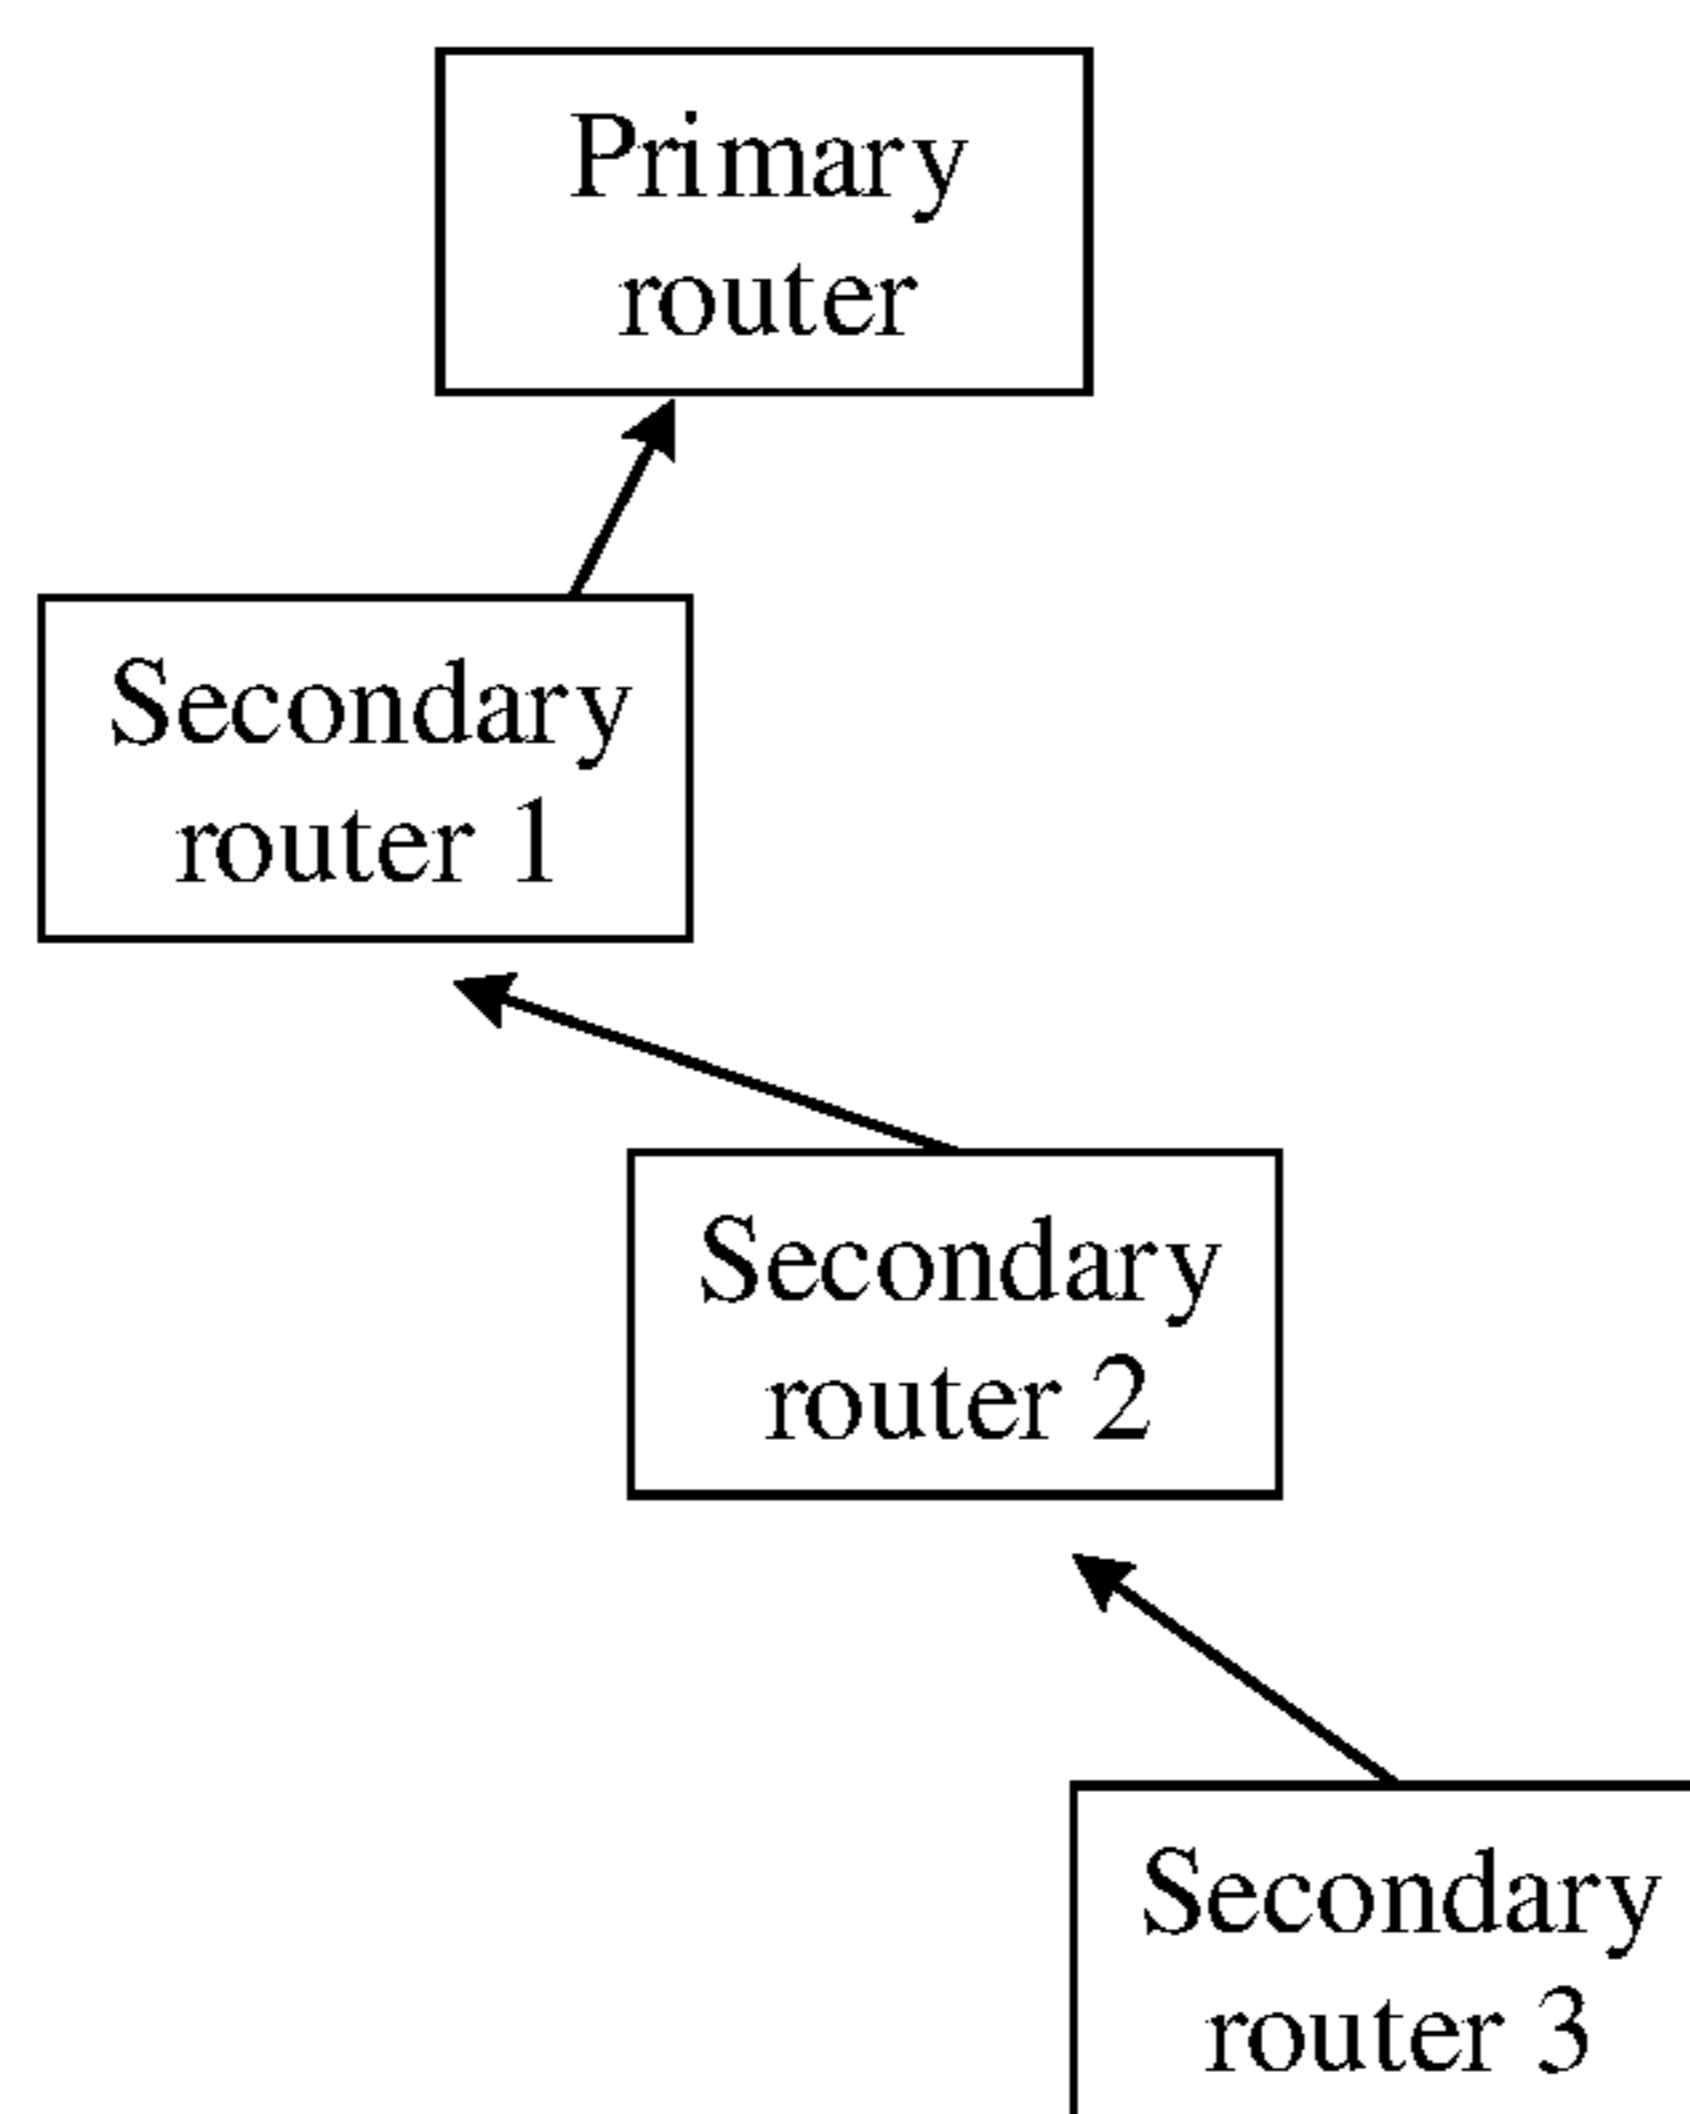 Primary
router
Secondary
router 1
Secondary
router 2
Secondary
router 3